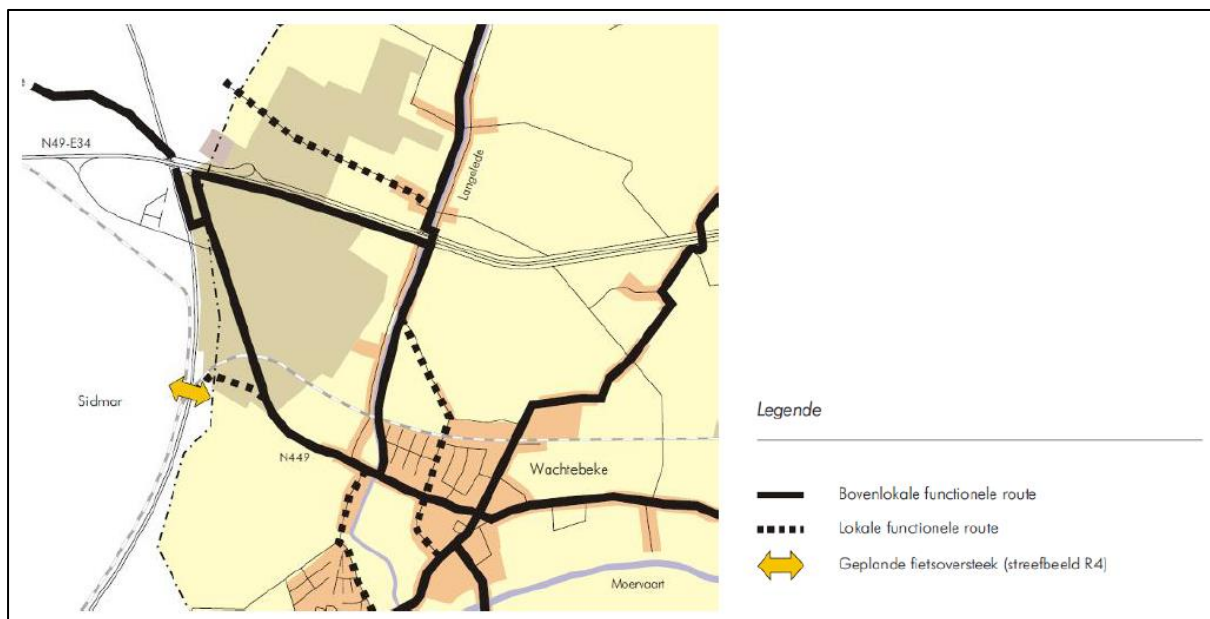 N49-E34
Langelede
Sidmar
N449
Wachtebeke
Moervaart
Legende
Bovenlokale functionele route
Lokale functionele route
Geplande fietsoversteek (streefbeeld R4)